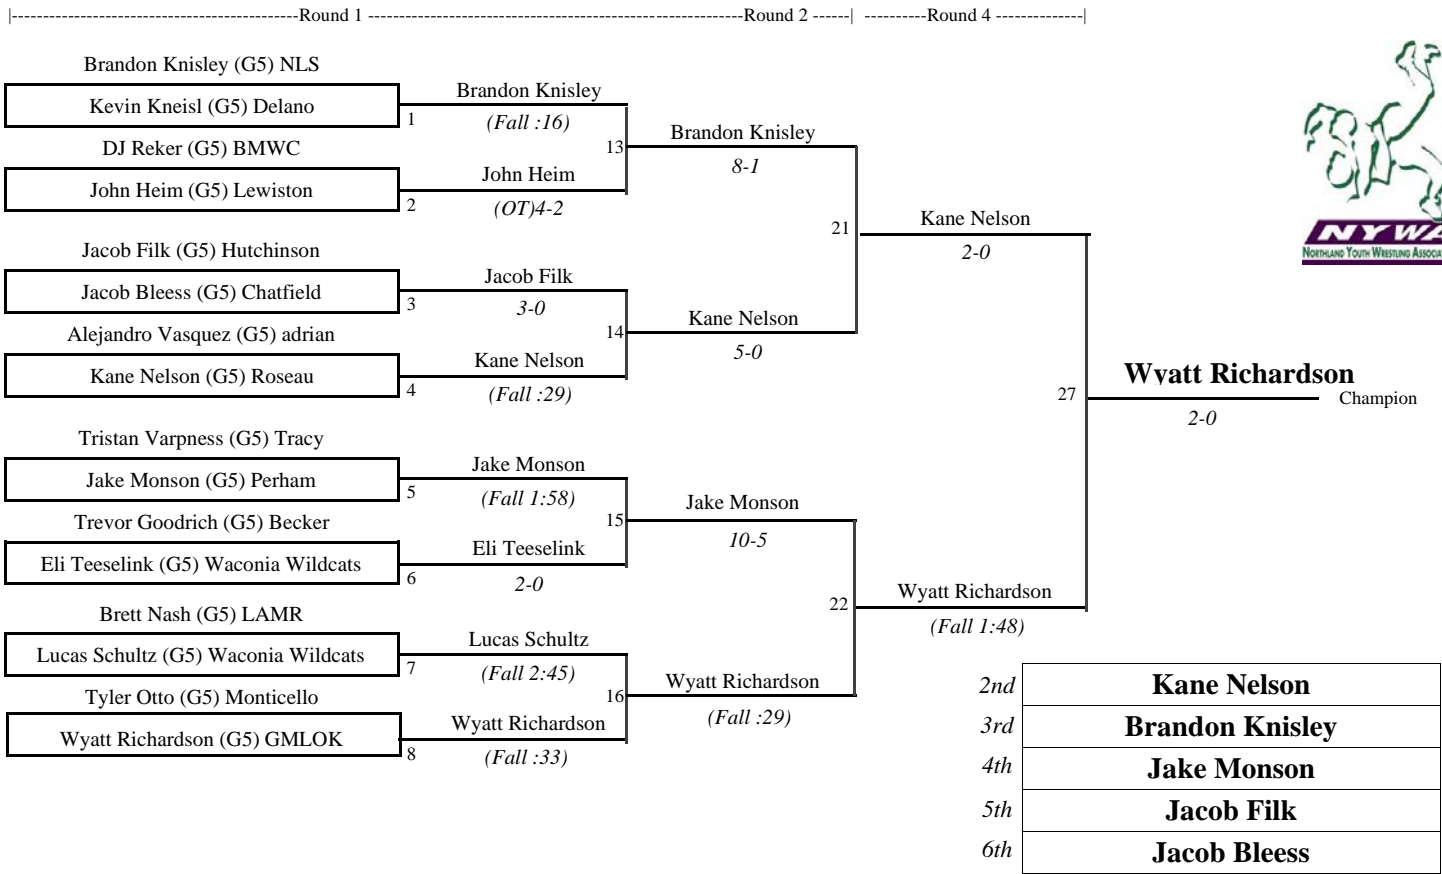 |-----------------------------------------------Round 1 -------------------------------------------------------------Round 2 ------| ----------Round 4 --------------|
Brandon Knisley (G5) NLS
Kevin Kneisl (G5) Delano
1
Brandon Knisley
(Fall :16)
DJ Reker (G5) BMWC
John Heim (G5) Lewiston
2
John Heim
(OT)4-2
13
Brandon Knisley
8-1
Jacob Filk (G5) Hutchinson
Jacob Bleess (G5) Chatfield
3
Jacob Filk
3-0
Alejandro Vasquez (G5) adrian
Kane Nelson (G5) Roseau
4
Kane Nelson
(Fall :29)
14
Kane Nelson
5-0
21
Kane Nelson
2-0
Tristan Varpness (G5) Tracy
Jake Monson (G5) Perham
5
Jake Monson
(Fall 1:58)
Trevor Goodrich (G5) Becker
Eli Teeselink (G5) Waconia Wildcats
6
Eli Teeselink
2-0
15
Jake Monson
10-5
Brett Nash (G5) LAMR
Lucas Schultz (G5) Waconia Wildcats
7
Lucas Schultz
(Fall 2:45)
Tyler Otto (G5) Monticello
Wyatt Richardson (G5) GMLOK
8
Wyatt Richardson
(Fall :33)
16
Wyatt Richardson
(Fall :29)
22
Wyatt Richardson
(Fall 1:48)
27
Wyatt Richardson
Champion
2-0
NYWA
NORTHLAND YOUTH WRESTLING ASSOCIA
2nd Kane Nelson
3rd Brandon Knisley
4th Jake Monson
5th Jacob Filk
6th Jacob Bleess